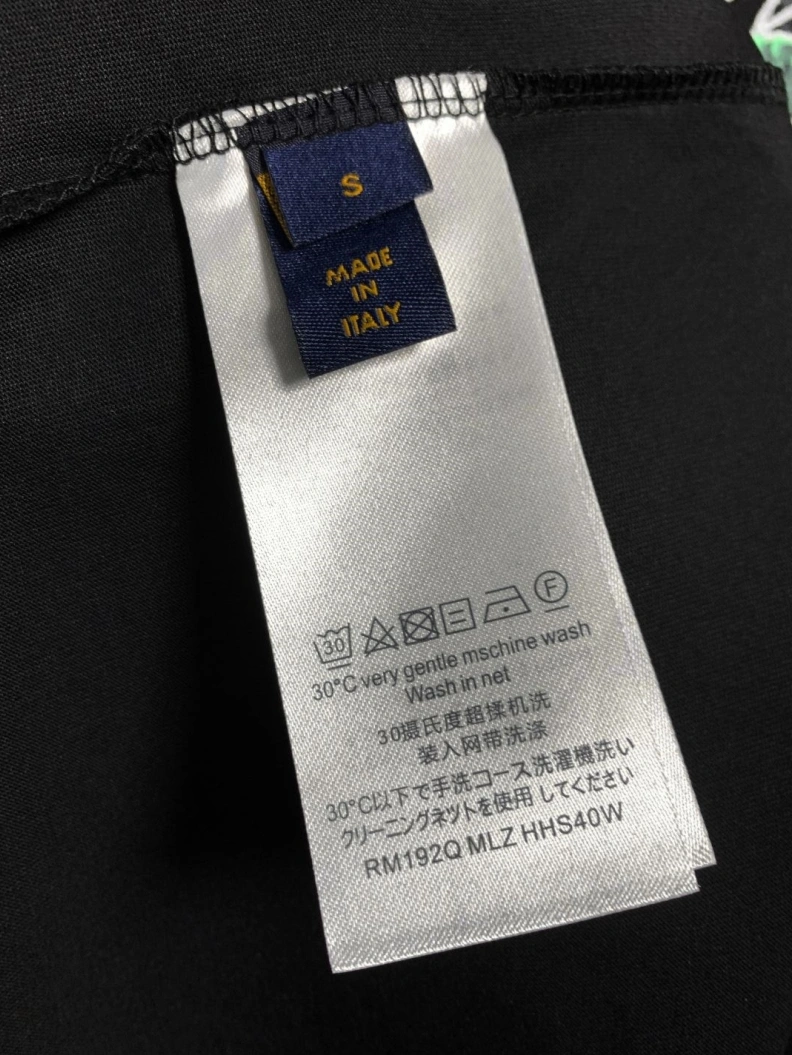 S
MADE
IN
ITALY
30
F
30°C very gentle mschine wash
Wash in net
30摄氏度超揉机洗
装入网带洗涤
30°C以下で手洗コース洗濯機洗い
クリーニングネットを使用 してください
RM192Q MLZ HHS40W